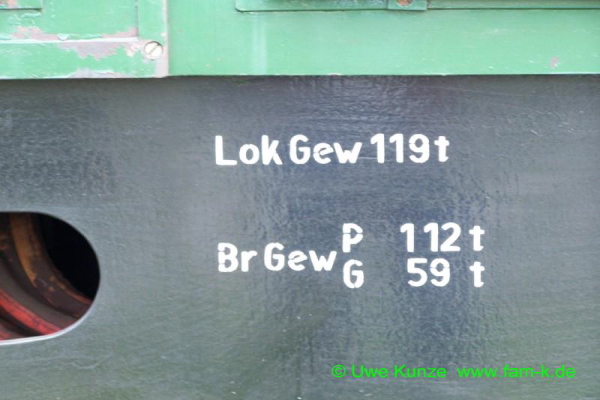 Lok Gew 119 t
Br Gew P 112 t
G 59 t
© Uwe Kunze www.fam-k.de